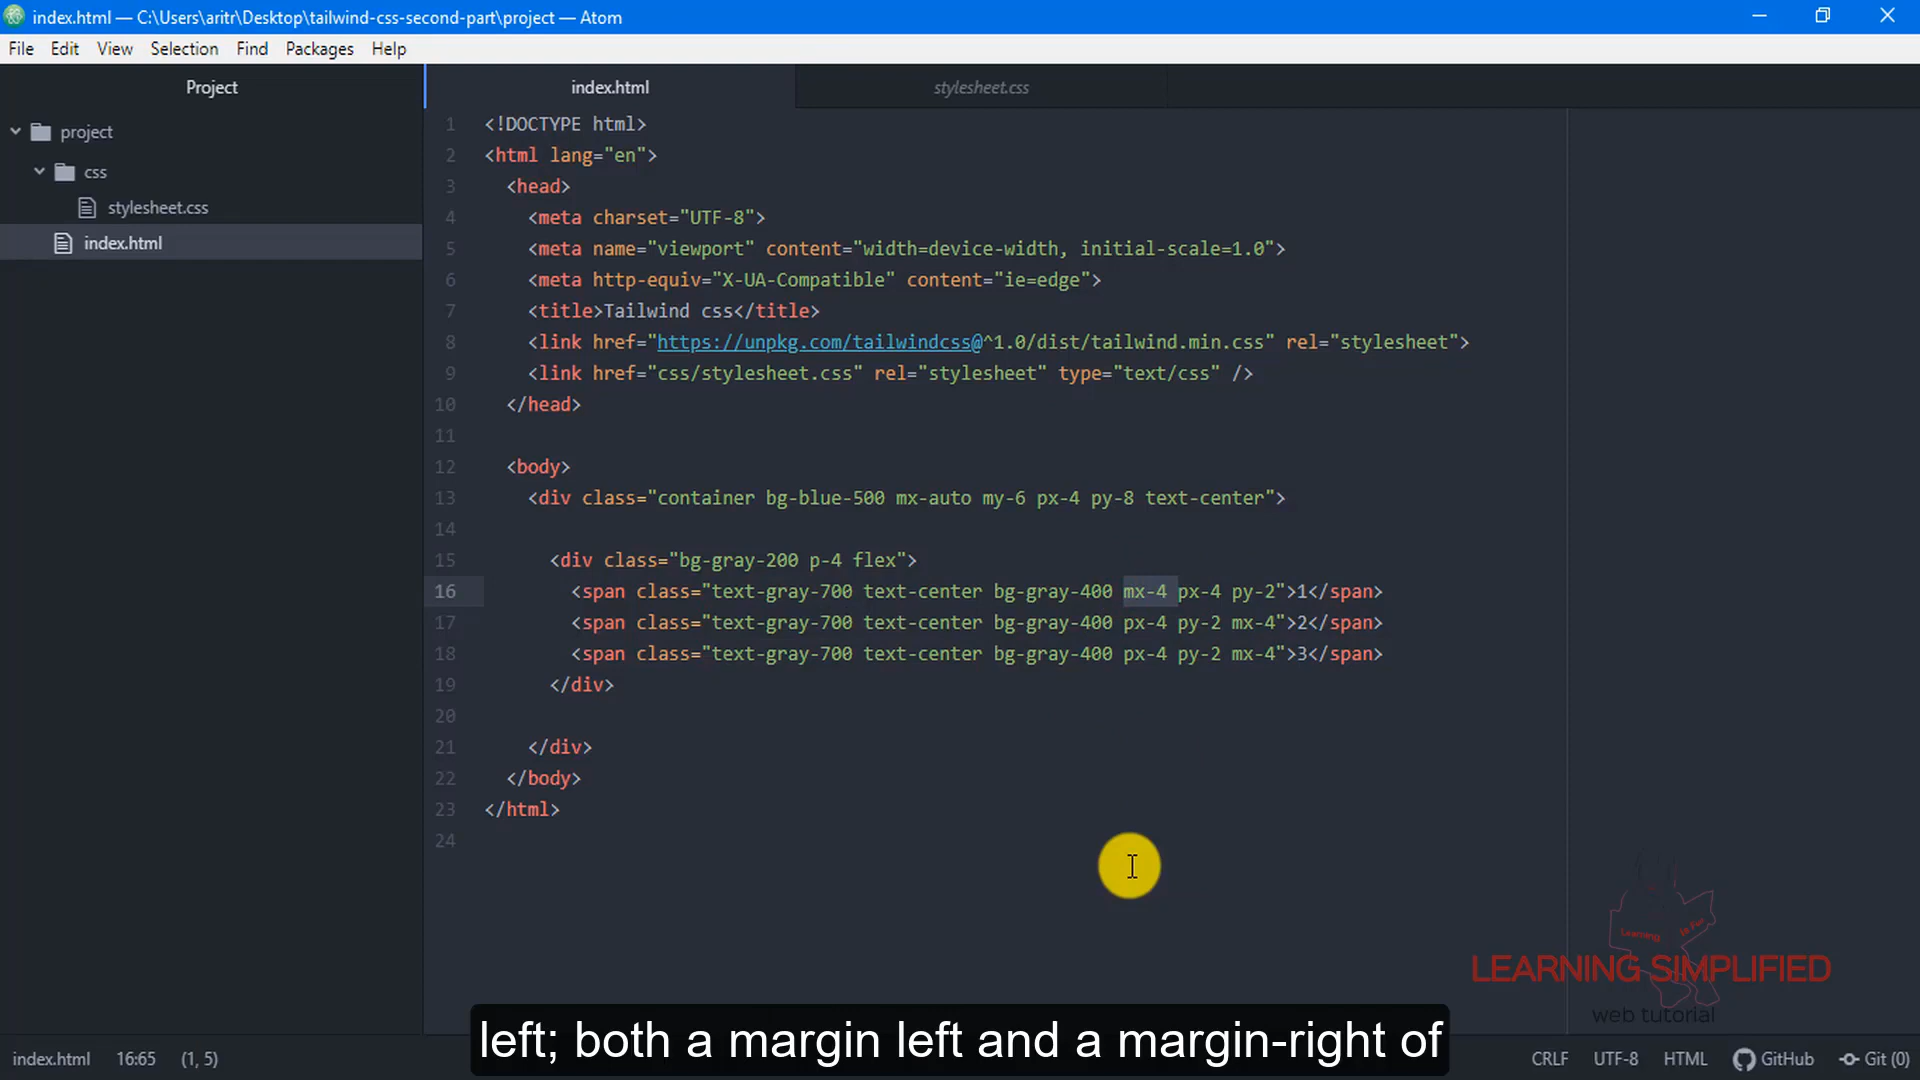 index.html — C:\Users\aritr\Desktop\tailwind-css-second-part\project — Atom
File Edit View Selection Find Packages Help
Project
project
css
stylesheet.css
index.html
index.html stylesheet.css
1 <!DOCTYPE html>
2 <html lang="en">
3 <head>
4 <meta charset="UTF-8">
5 <meta name="viewport" content="width=device-width, initial-scale=1.0">
6 <meta http-equiv="X-UA-Compatible" content="ie=edge">
7 <title>Tailwind css</title>
8 <link href="https://unpkg.com/tailwindcss@^1.0/dist/tailwind.min.css" rel="stylesheet">
9 <link href="css/stylesheet.css" rel="stylesheet" type="text/css" />
10 </head>
11
12 <body>
13 <div class="container bg-blue-500 mx-auto my-6 px-4 py-8 text-center">
14
15 <div class="bg-gray-200 p-4 flex">
16 <span class="text-gray-700 text-center bg-gray-400 mx-4 px-4 py-2">1</span>
17 <span class="text-gray-700 text-center bg-gray-400 px-4 py-2 mx-4">2</span>
18 <span class="text-gray-700 text-center bg-gray-400 px-4 py-2 mx-4">3</span>
19 </div>
20
21 </div>
22 </body>
23 </html>
24
Learning Is Fun
LEARNING SIMPLIFIED
web tutorial
left; both a margin left and a margin-right of
index.html 16:65 (1, 5) CRLF UTF-8 HTML GitHub Git (0)